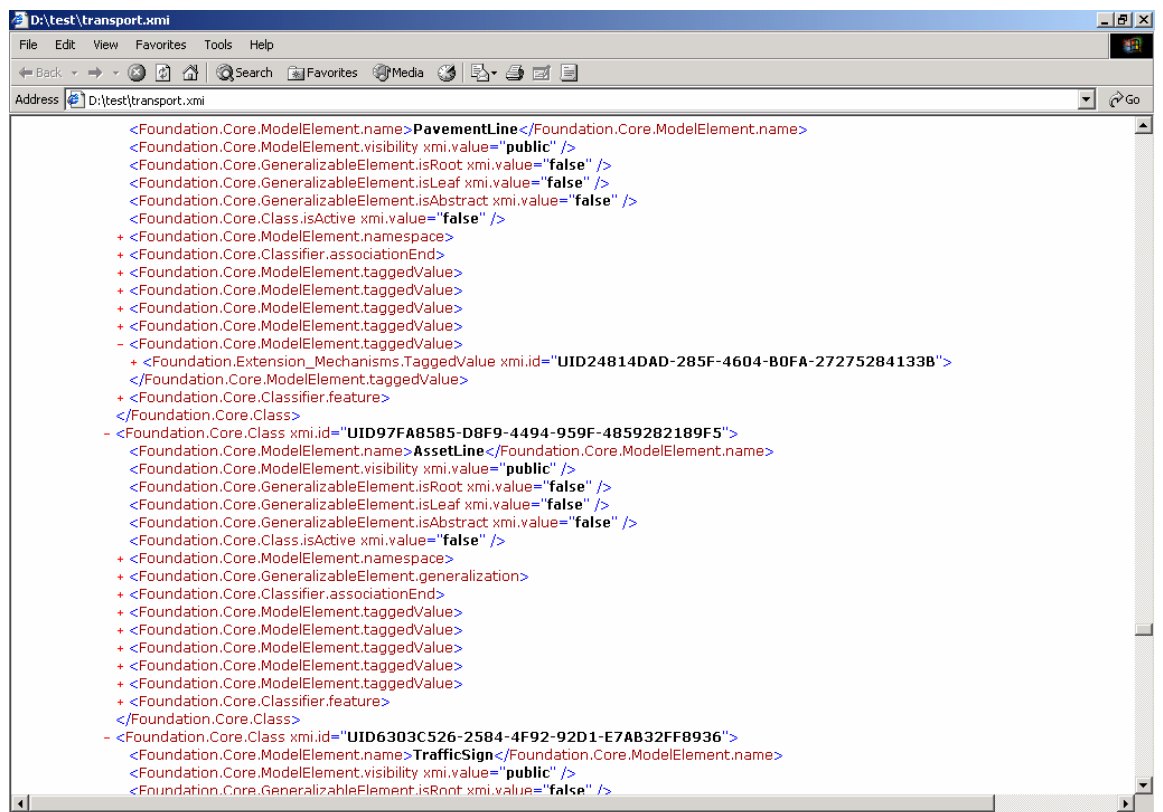 D:\test\transport.xmi
File Edit View Favorites Tools Help
Back Search Favorites Media
Address D:\test\transport.xmi Go
<Foundation.Core.ModelElement.name>PavementLine</Foundation.Core.ModelElement.name>
<Foundation.Core.ModelElement.visibility xmi.value="public" />
<Foundation.Core.GeneralizableElement.isRoot xmi.value="false" />
<Foundation.Core.GeneralizableElement.isLeaf xmi.value="false" />
<Foundation.Core.GeneralizableElement.isAbstract xmi.value="false" />
<Foundation.Core.Class.isActive xmi.value="false" />
+ <Foundation.Core.ModelElement.namespace>
+ <Foundation.Core.Classifier.associationEnd>
+ <Foundation.Core.ModelElement.taggedValue>
+ <Foundation.Core.ModelElement.taggedValue>
+ <Foundation.Core.ModelElement.taggedValue>
+ <Foundation.Core.ModelElement.taggedValue>
- <Foundation.Core.ModelElement.taggedValue>
+ <Foundation.Extension_Mechanisms.TaggedValue xmi.id="UID24814DAD-285F-4604-B0FA-27275284133B">
</Foundation.Core.ModelElement.taggedValue>
+ <Foundation.Core.Classifier.feature>
</Foundation.Core.Class>
- <Foundation.Core.Class xmi.id="UID97FA8585-D8F9-4494-959F-4859282189F5">
<Foundation.Core.ModelElement.name>AssetLine</Foundation.Core.ModelElement.name>
<Foundation.Core.ModelElement.visibility xmi.value="public" />
<Foundation.Core.GeneralizableElement.isRoot xmi.value="false" />
<Foundation.Core.GeneralizableElement.isLeaf xmi.value="false" />
<Foundation.Core.GeneralizableElement.isAbstract xmi.value="false" />
<Foundation.Core.Class.isActive xmi.value="false" />
+ <Foundation.Core.ModelElement.namespace>
+ <Foundation.Core.GeneralizableElement.generalization>
+ <Foundation.Core.Classifier.associationEnd>
+ <Foundation.Core.ModelElement.taggedValue>
+ <Foundation.Core.ModelElement.taggedValue>
+ <Foundation.Core.ModelElement.taggedValue>
+ <Foundation.Core.ModelElement.taggedValue>
+ <Foundation.Core.ModelElement.taggedValue>
+ <Foundation.Core.Classifier.feature>
</Foundation.Core.Class>
- <Foundation.Core.Class xmi.id="UID6303C526-2584-4F92-92D1-E7AB32FF8936">
<Foundation.Core.ModelElement.name>TrafficSign</Foundation.Core.ModelElement.name>
<Foundation.Core.ModelElement.visibility xmi.value="public" />
<Foundation.Core.GeneralizableElement.isRoot xmi.value="false" />